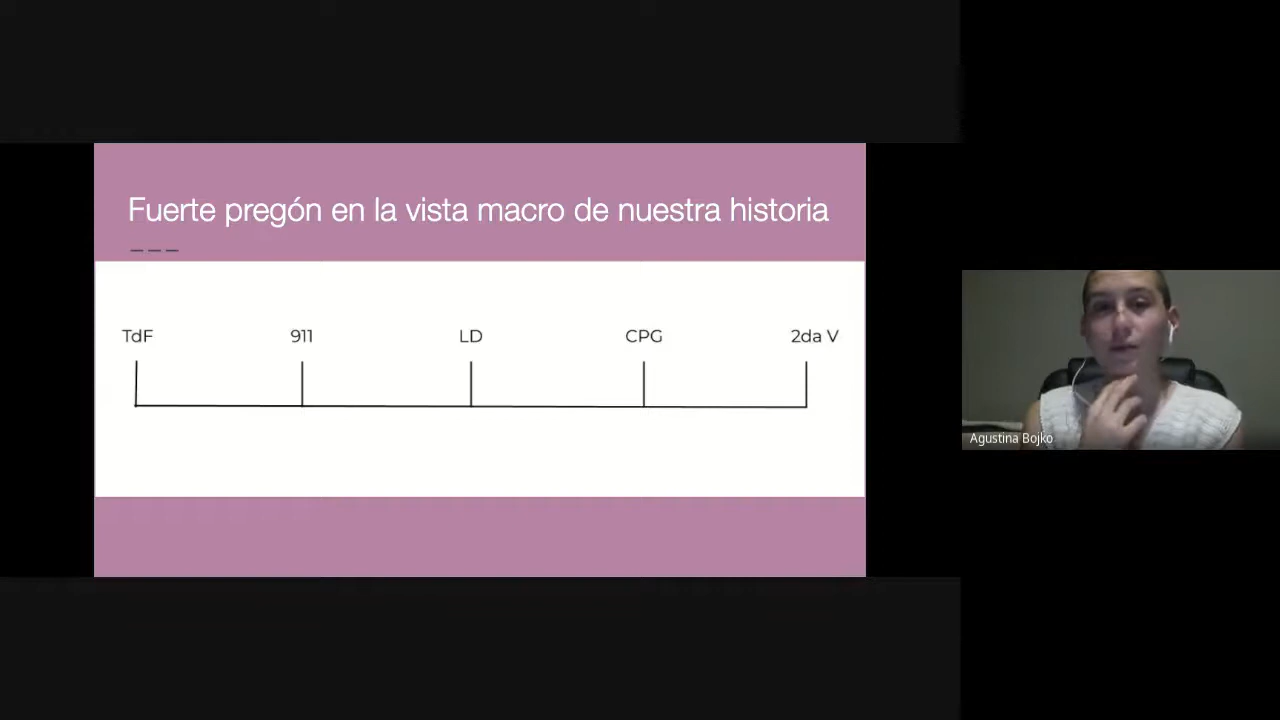 Fuerte pregón en la vista macro de nuestra historia
TdF 911 LD CPG 2da V
Agustina Bojko